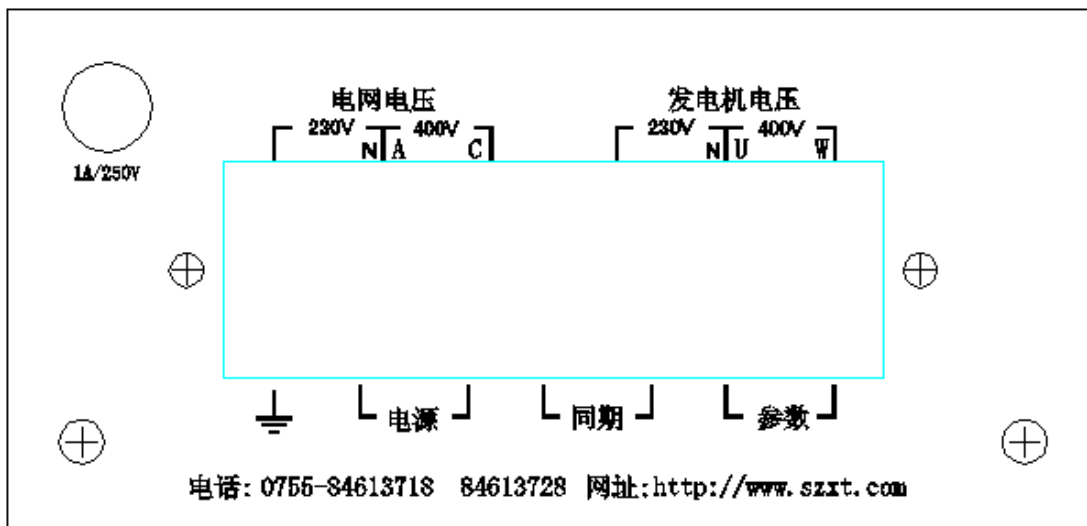 电网电压 发电机电压
230V 400V 230V 400V
N A C N U W
1A/250V
电源 同期 参数
电话: 0755-84613718 84613728 网址:http://www.szxt.com